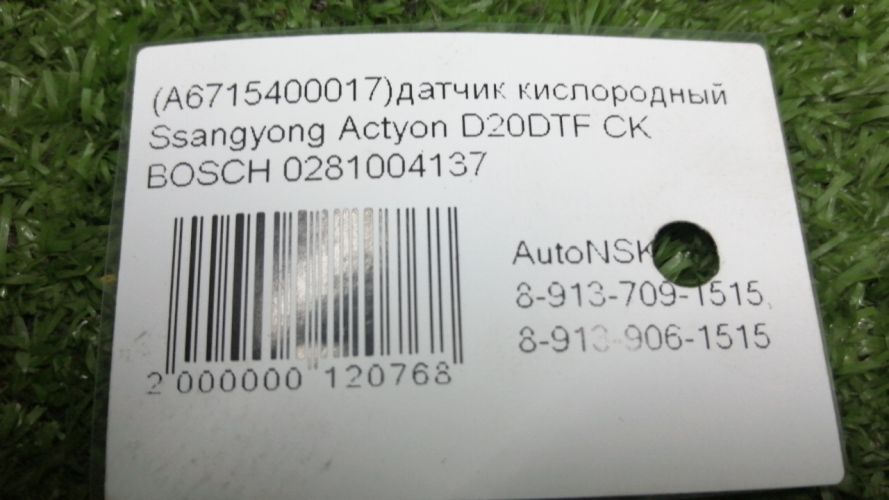 (A6715400017)датчик кислородный
Ssangyong Actyon D20DTF CK
BOSCH 0281004137
AutoNSK
8-913-709-1515,
8-913-906-1515
2 000000 120768